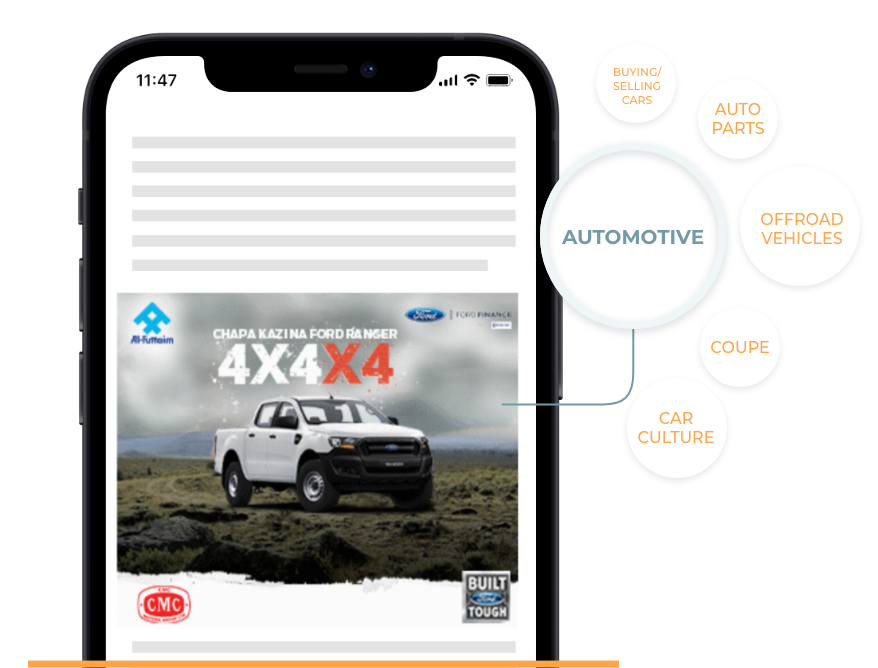 11:47
BUYING/
SELLING
CARS
AUTO
PARTS
AUTOMOTIVE
OFFROAD
VEHICLES
COUPE
CAR
CULTURE
Al-Futtaim
Ford
FORD FINANCE
CHAPA KAZI NA FORD RANGER
4X4X4
CMC
BUILT
Ford
TOUGH